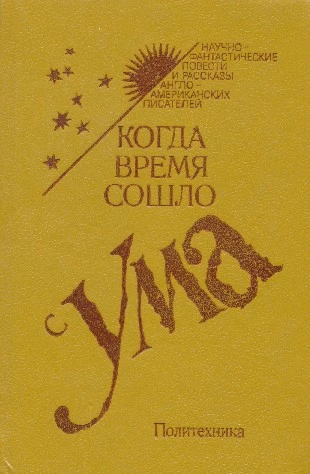 НАУЧНО-
ФАНТАСТИЧЕСКИЕ
ПОВЕСТИ
И РАССКАЗЫ
АНГЛО-
АМЕРИКАНСКИХ
ПИСАТЕЛЕЙ
КОГДА
ВРЕМЯ
СОШЛО
С УМА
Политехника